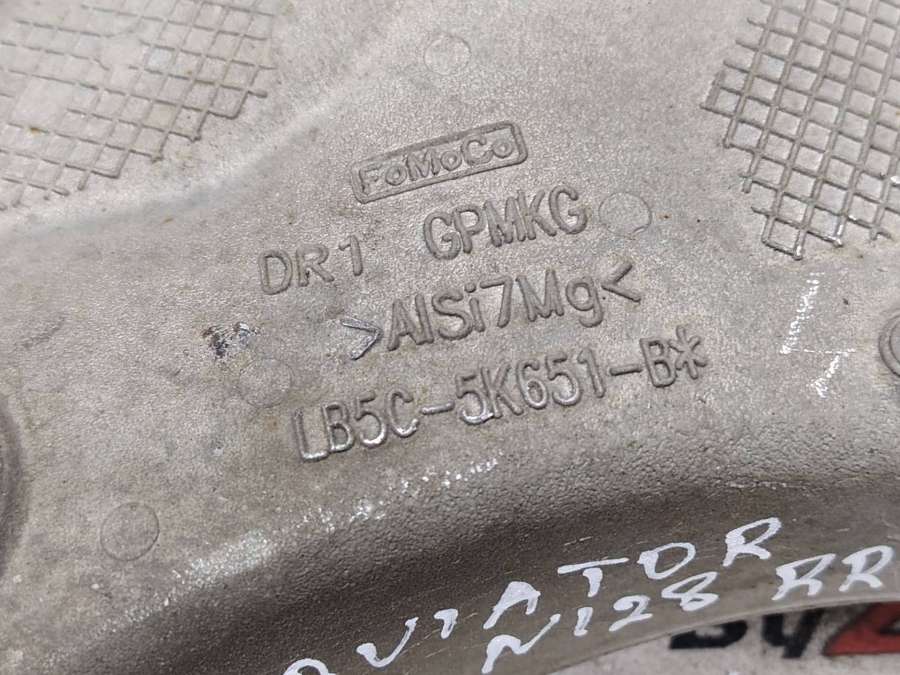 FoMoCo
DR1 GPMKG
>AlSi7Mg<
LB5C-5K651-B*
AVIATOR
N128 RR